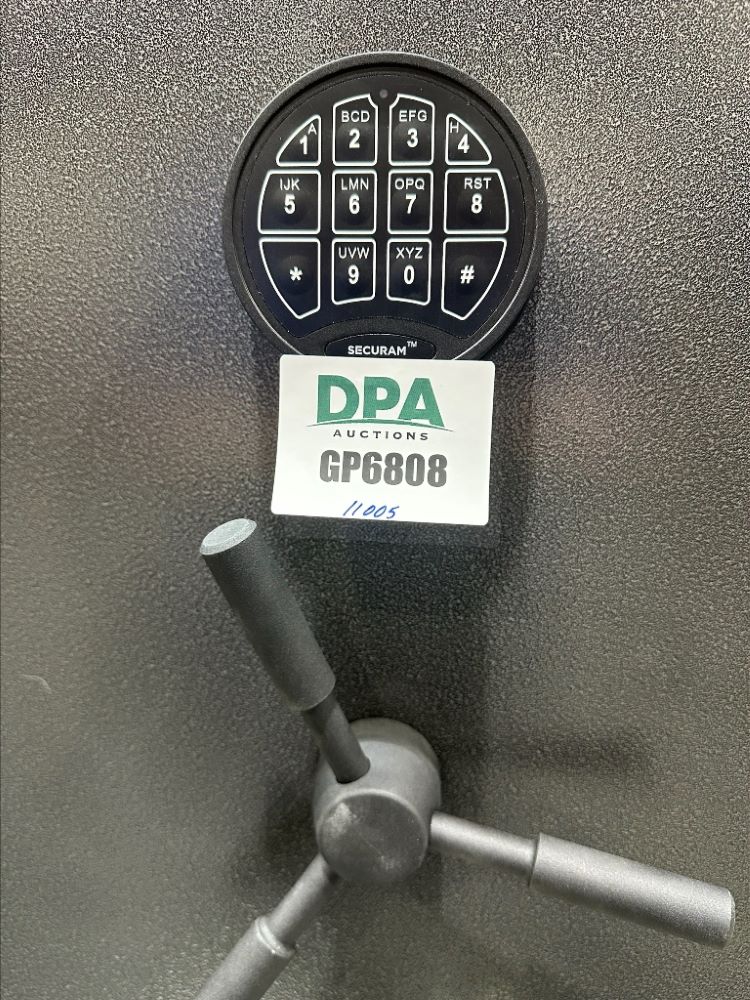 A BCD EFG H
1 2 3 4
IJK LMN OPQ RST
5 6 7 8
UVW XYZ
* 9 0 #
SECURAM™
DPA
AUCTIONS
GP6808
11005